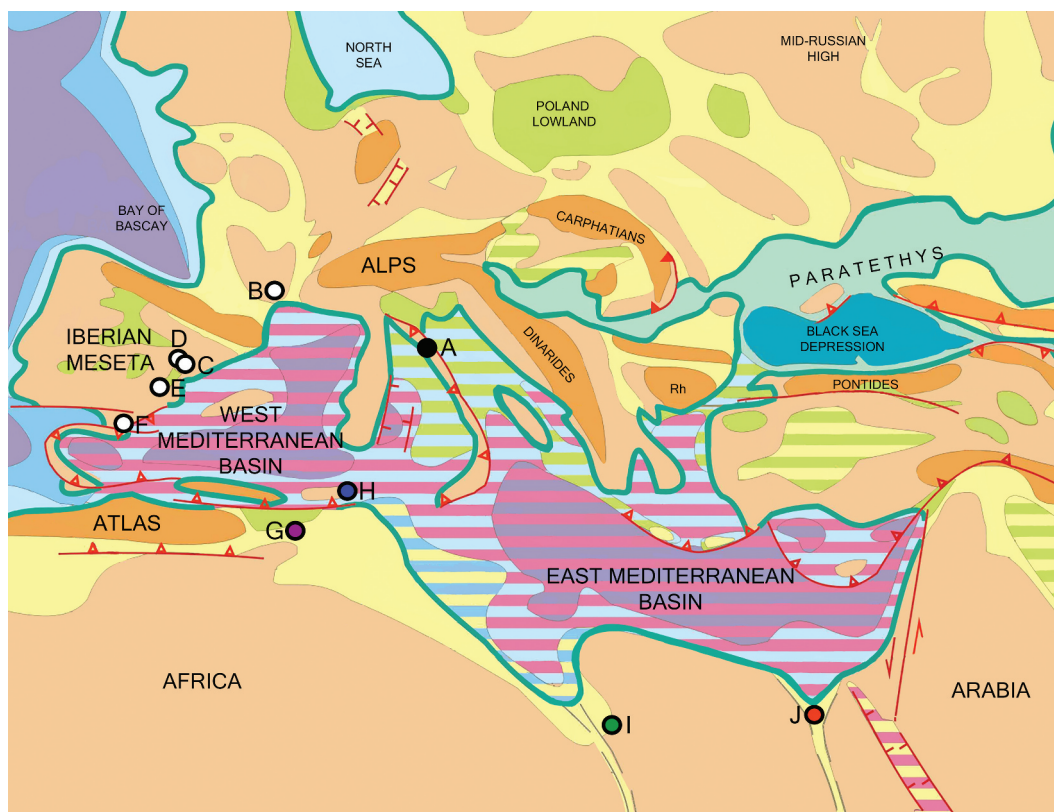 NORTH
SEA
MID-RUSSIAN
HIGH
POLAND
LOWLAND
BAY OF
BASCAY
CARPHATIANS
ALPS
PARATETHYS
B
IBERIAN
MESETA
D
C
E
A
BLACK SEA
DEPRESSION
DINARIDES
Rh
PONTIDES
F
WEST
MEDITERRANEAN
BASIN
H
ATLAS
G
EAST MEDITERRANEAN
BASIN
AFRICA
ARABIA
I
J